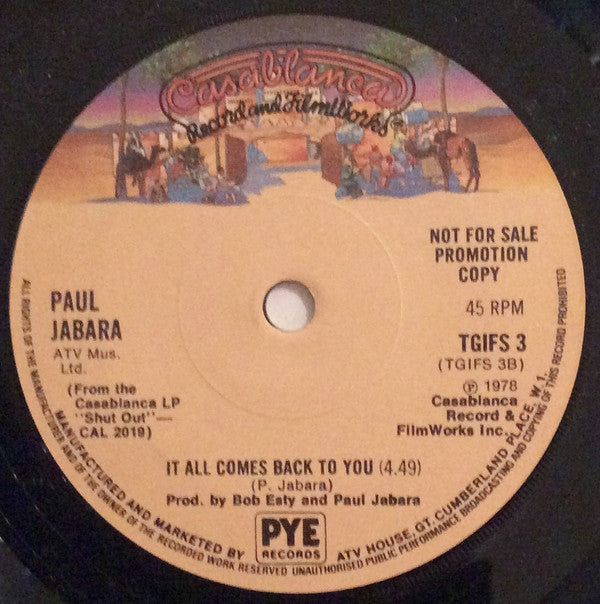 Casablanca
Record and FilmWorks
NOT FOR SALE
PROMOTION
COPY
PAUL
JABARA
45 RPM
ATV Mus.
Ltd.
TGIFS 3
(TGIFS 3B)
(From the
Casablanca LP
"Shut Out"—
CAL 2019)
℗ 1978
Casablanca
Record &
FilmWorks Inc.
IT ALL COMES BACK TO YOU (4.49)
(P. Jabara)
Prod. by Bob Esty and Paul Jabara
PYE
RECORDS
MANUFACTURED AND MARKETED BY
ATV HOUSE, GT. CUMBERLAND PLACE, W.1.
ALL RIGHTS OF THE MANUFACTURER AND OF THE OWNER OF THE RECORDED WORK RESERVED UNAUTHORISED PUBLIC PERFORMANCE BROADCASTING AND COPYING OF THIS RECORD PROHIBITED